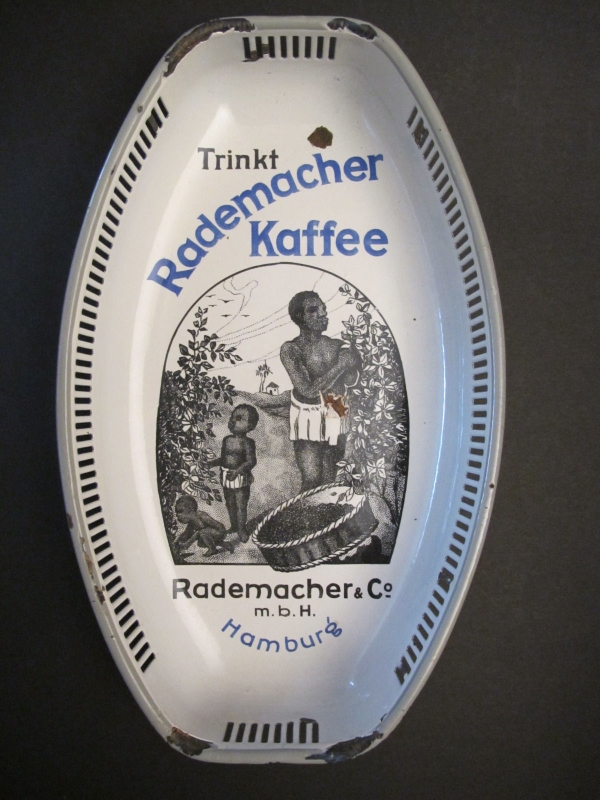 Trinkt
Rademacher
Kaffee
Rademacher & Co
m.b.H.
Hamburg